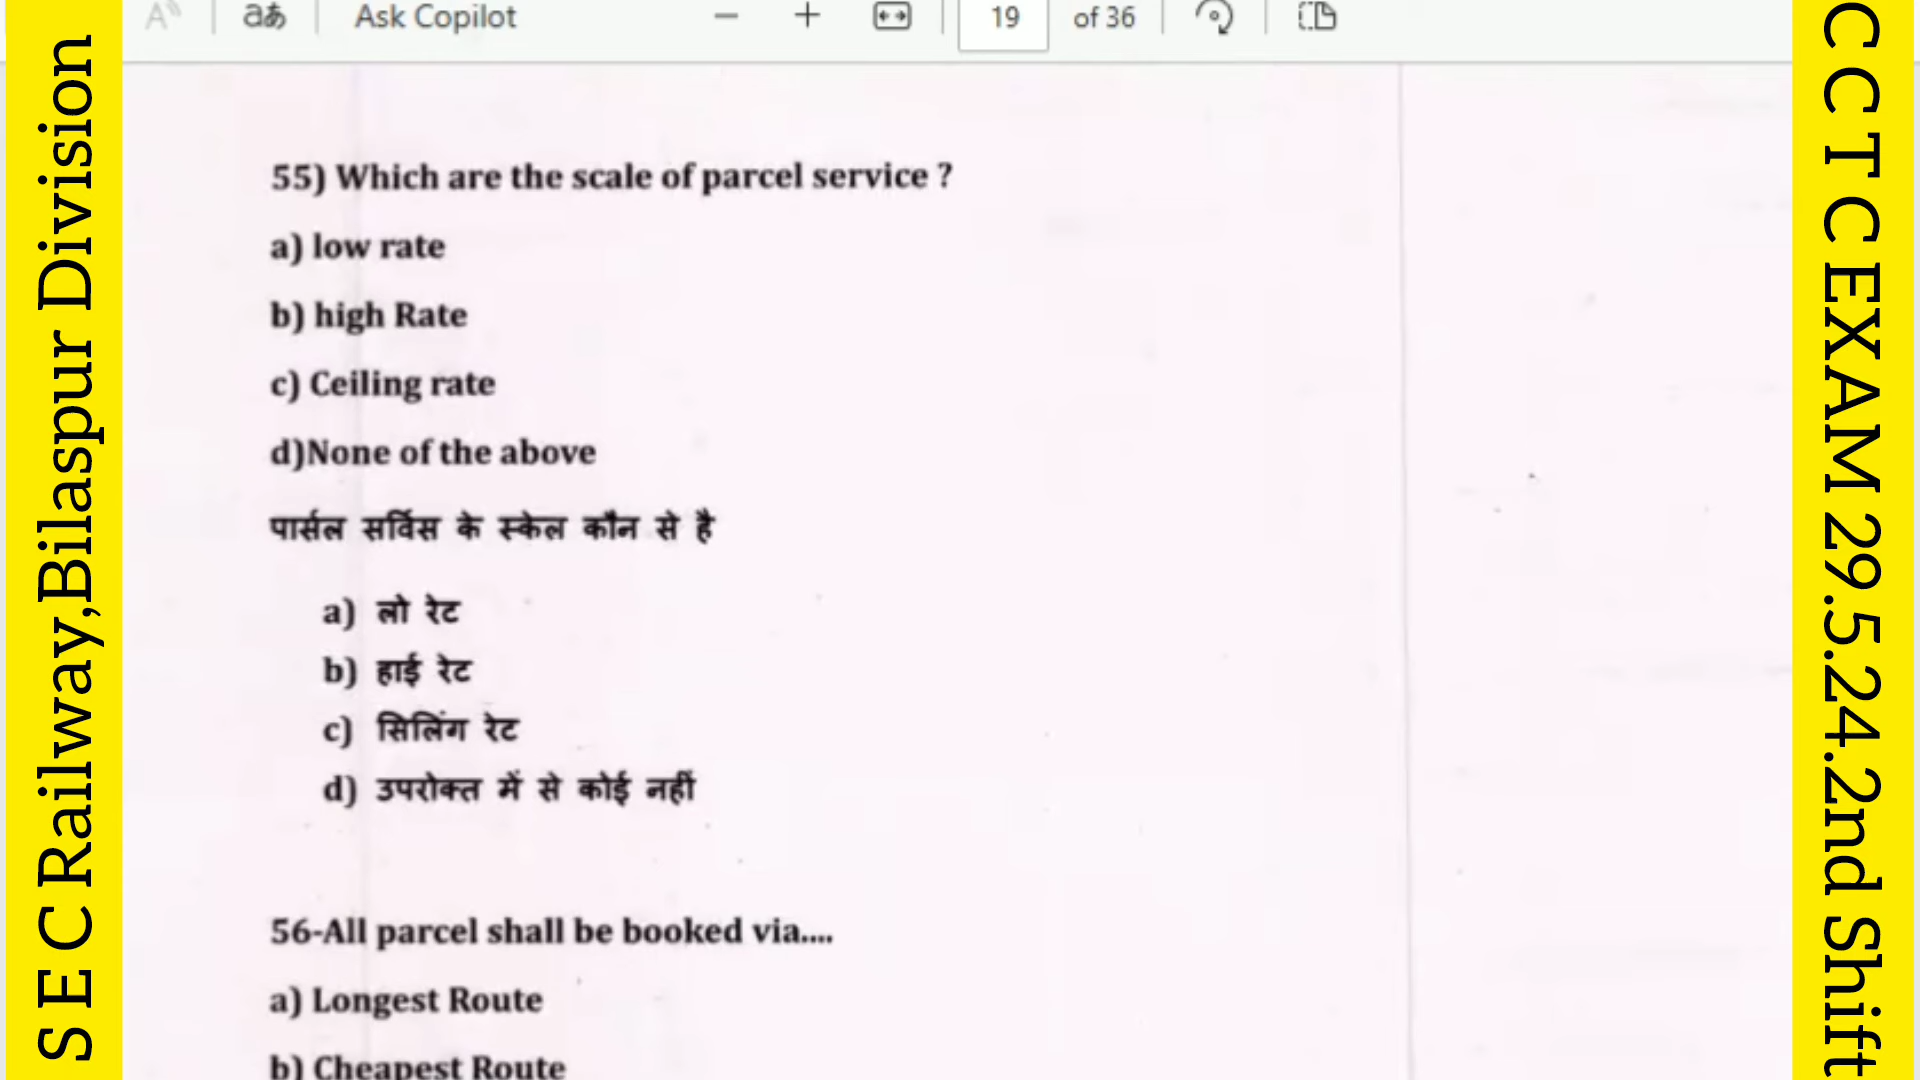 S E C Railway,Bilaspur Division
Ask Copilot
19 of 36
55) Which are the scale of parcel service ?
a) low rate
b) high Rate
c) Ceiling rate
d)None of the above
पार्सल सर्विस के स्केल कौन से है
a) लो रेट
b) हाई रेट
c) सिलिंग रेट
d) उपरोक्त में से कोई नहीं
56-All parcel shall be booked via....
a) Longest Route
b) Cheapest Route
C C T C EXAM 29.5.24.2nd Shift